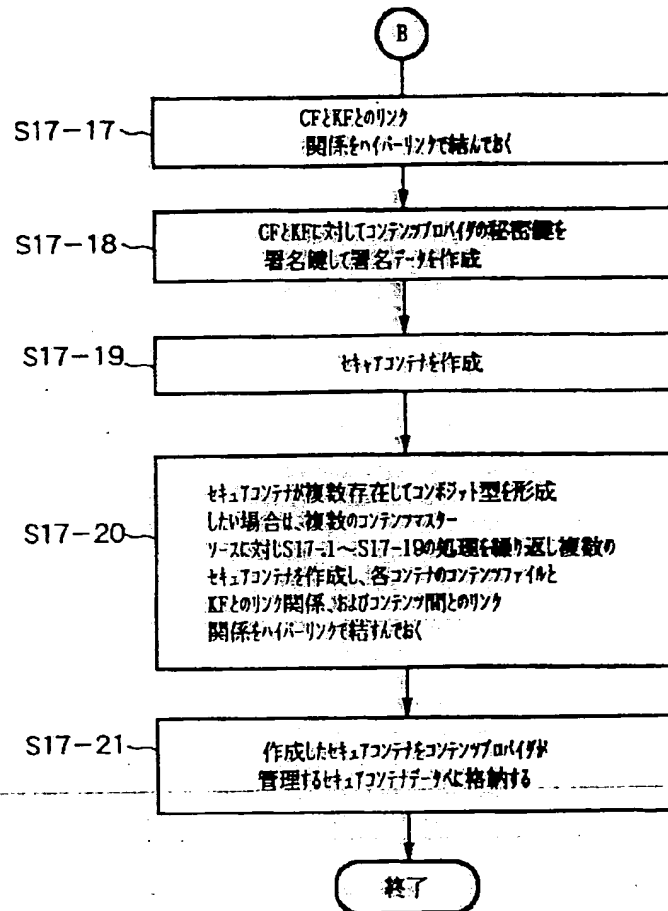 B
S17-17
CFとKFとのリンク
関係をハイパーリンクで結んでおく
S17-18
CFとKFに対してコンテンツプロバイダの秘密鍵を
署名鍵して署名データを作成
S17-19
セキャアコンテナを作成
S17-20
セキュアコンテナが複数存在してコンポジット型を形成
したい場合は、複数のコンテンツマスター
ソースに対しS17-1～S17-19の処理を繰り返し複数の
セキュアコンテナを作成し、各コンテナのコンテンツファイルと
KFとのリンク関係、およびコンテンツ間とのリンク
関係をハイパーリンクで結すんでおく
S17-21
作成したセキュアコンテナをコンテンツプロバイダが
管理するセキュアコンテナデータベに格納する
終了